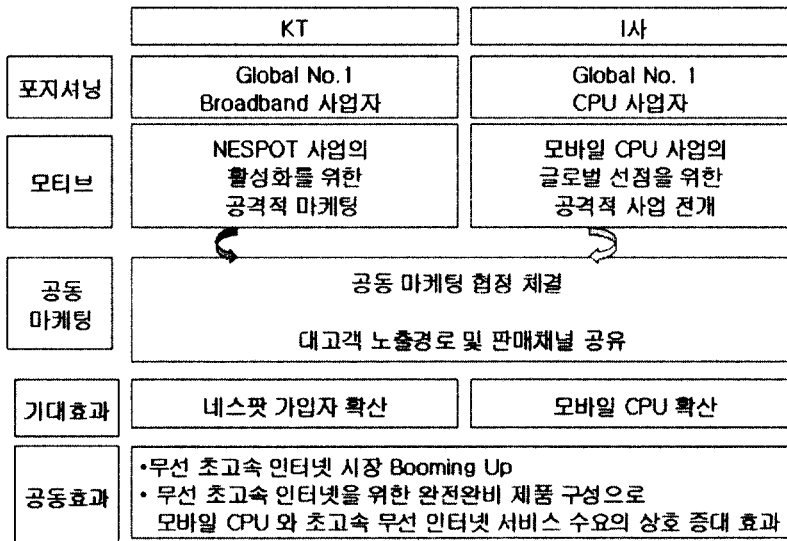 KT
I사
포지셔닝
Global No.1
Broadband 사업자
Global No. 1
CPU 사업자
모티브
NESPOT 사업의
활성화를 위한
공격적 마케팅
모바일 CPU 사업의
글로벌 선점을 위한
공격적 사업 전개
공동
마케팅
공동 마케팅 협정 체결
대고객 노출경로 및 판매채널 공유
기대효과
네스팟 가입자 확산
모바일 CPU 확산
공동효과
•무선 초고속 인터넷 시장 Booming Up
• 무선 초고속 인터넷을 위한 완전완비 제품 구성으로
모바일 CPU 와 초고속 무선 인터넷 서비스 수요의 상호 증대 효과